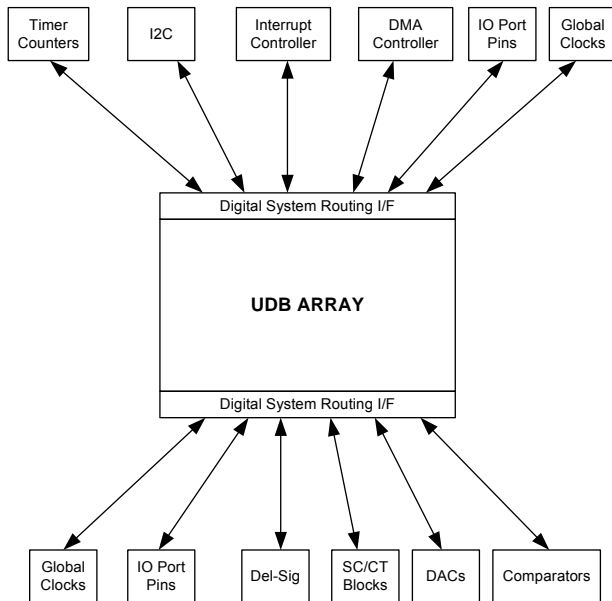 Timer
Counters
I2C
Interrupt
Controller
DMA
Controller
IO Port
Pins
Global
Clocks
Digital System Routing I/F
UDB ARRAY
Digital System Routing I/F
Global
Clocks
IO Port
Pins
Del-Sig
SC/CT
Blocks
DACs
Comparators